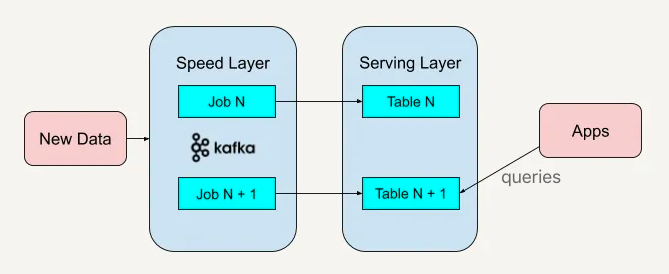 Speed Layer
Serving Layer
Job N
Table N
New Data
kafka
Apps
queries
Job N + 1
Table N + 1